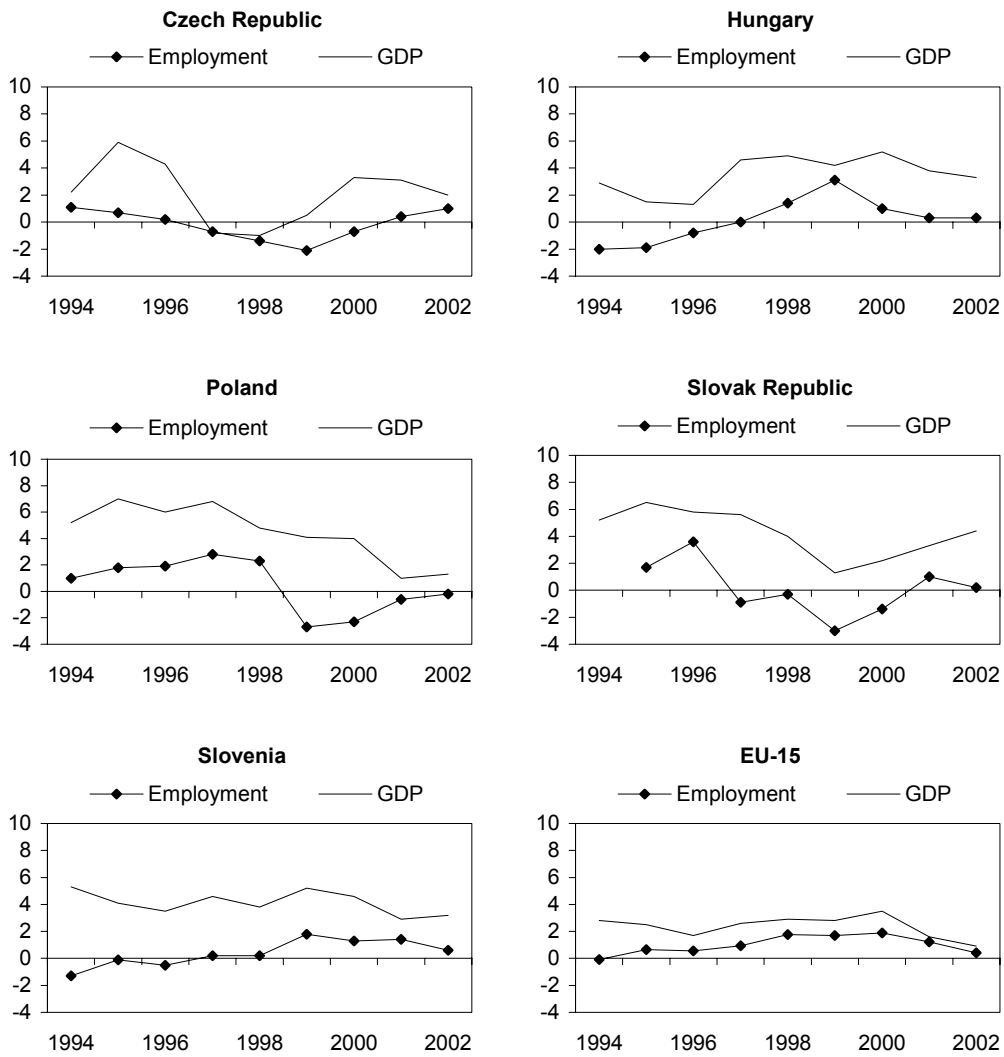 Czech Republic
Employment GDP
10
8
6
4
2
0
-2
-4
1994 1996 1998 2000 2002
Hungary
Employment GDP
10
8
6
4
2
0
-2
-4
1994 1996 1998 2000 2002
Poland
Employment GDP
10
8
6
4
2
0
-2
-4
1994 1996 1998 2000 2002
Slovak Republic
Employment GDP
10
8
6
4
2
0
-2
-4
1994 1996 1998 2000 2002
Slovenia
Employment GDP
10
8
6
4
2
0
-2
-4
1994 1996 1998 2000 2002
EU-15
Employment GDP
10
8
6
4
2
0
-2
-4
1994 1996 1998 2000 2002